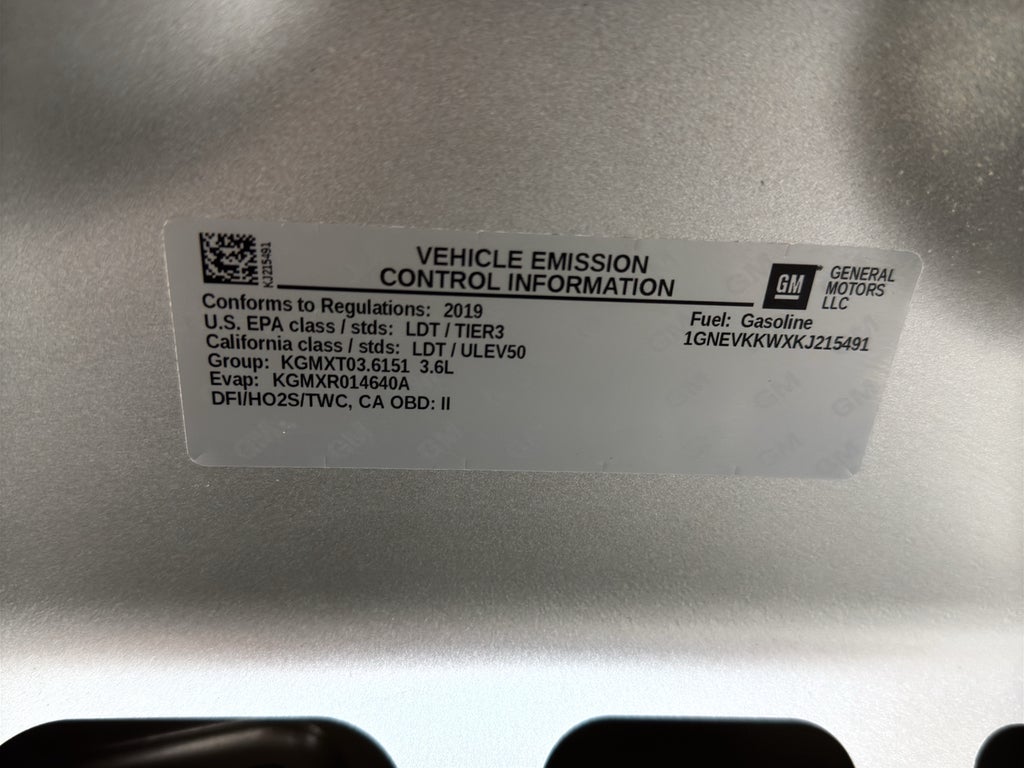 KJ215491
VEHICLE EMISSION
CONTROL INFORMATION
GM
GENERAL
MOTORS
LLC
Conforms to Regulations: 2019
U.S. EPA class / stds: LDT / TIER3
California class / stds: LDT / ULEV50
Group: KGMXT03.6151 3.6L
Evap: KGMXR014640A
DFI/HO2S/TWC, CA OBD: II
Fuel: Gasoline
1GNEVKKWXKJ215491